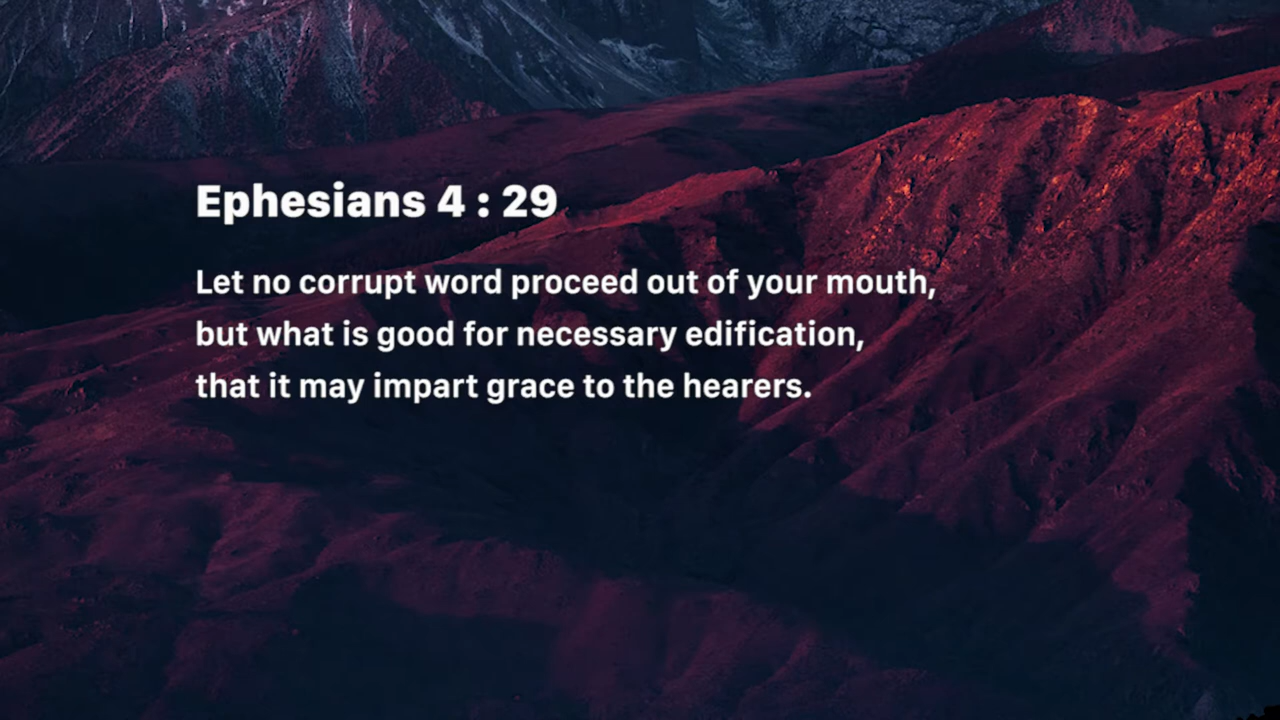 Ephesians 4 : 29
Let no corrupt word proceed out of your mouth,
but what is good for necessary edification,
that it may impart grace to the hearers.